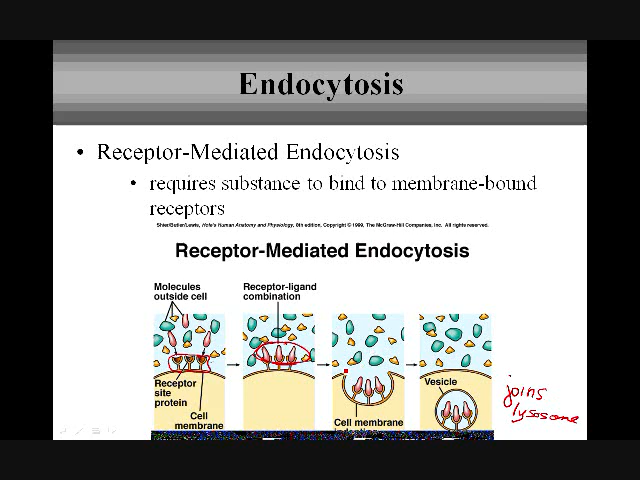 Endocytosis
• Receptor-Mediated Endocytosis
• requires substance to bind to membrane-bound
receptors
Shier/Butler/Lewis, Hole's Human Anatomy and Physiology, 8th edition. Copyright © 1999, The McGraw-Hill Companies, Inc. All rights reserved.
Receptor-Mediated Endocytosis
Molecules
outside cell
Receptor-ligand
combination
Receptor
site
protein
Cell
membrane
Cell membrane
Vesicle
joins
lysosome